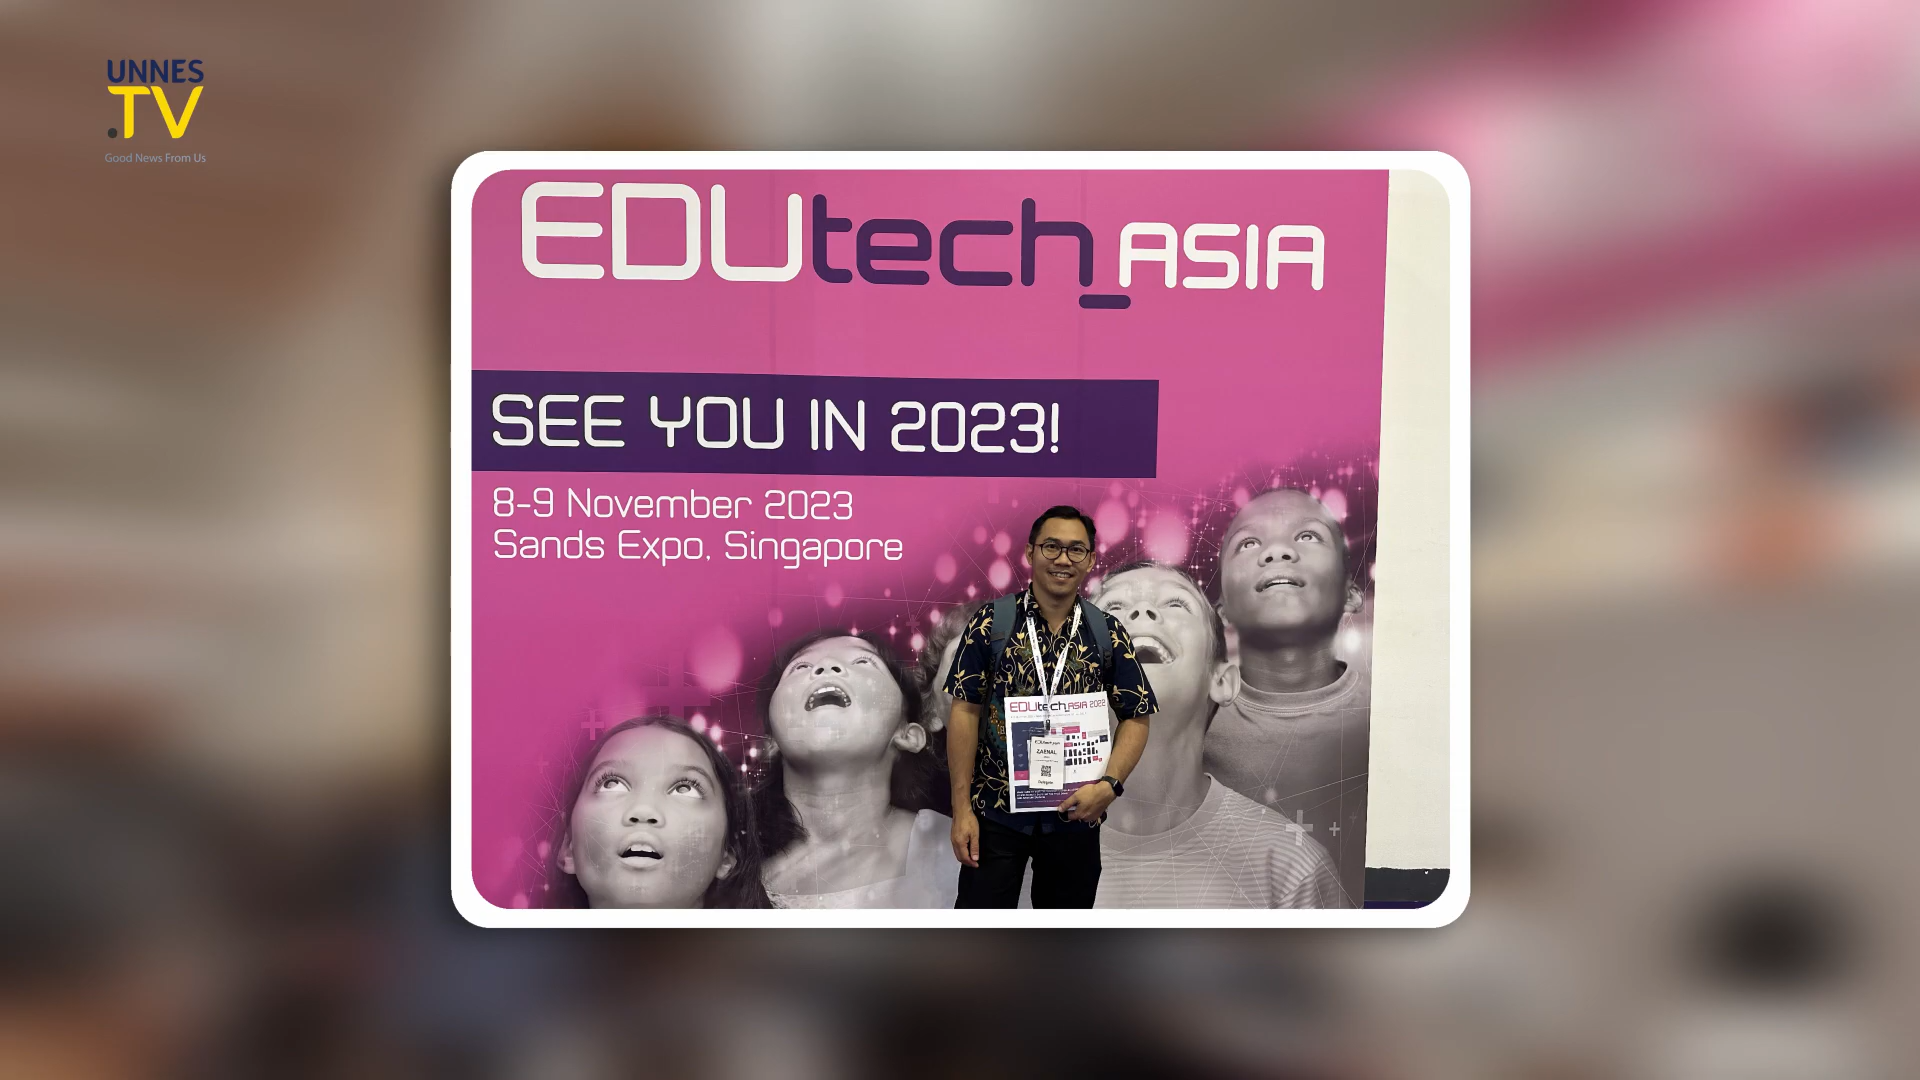 UNNES
.TV
Good News From Us
EDUtech_ASIA
SEE YOU IN 2023!
8-9 November 2023
Sands Expo, Singapore
EDUtech_ASIA 2022
ZAENAL
Delegate